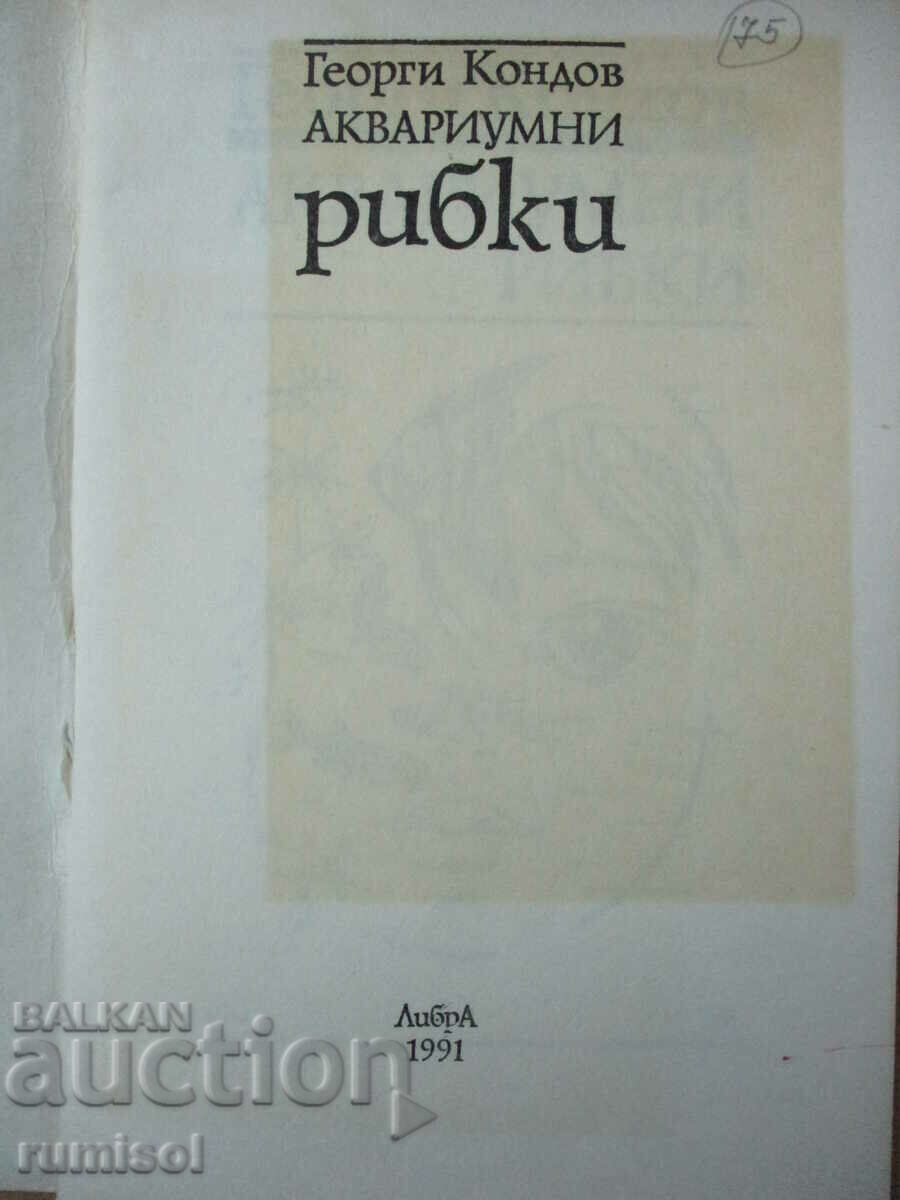 175
Георги Кондов
АКВАРИУМНИ
рибки
ЛибрА
1991
BALKAN
auction
rumisol